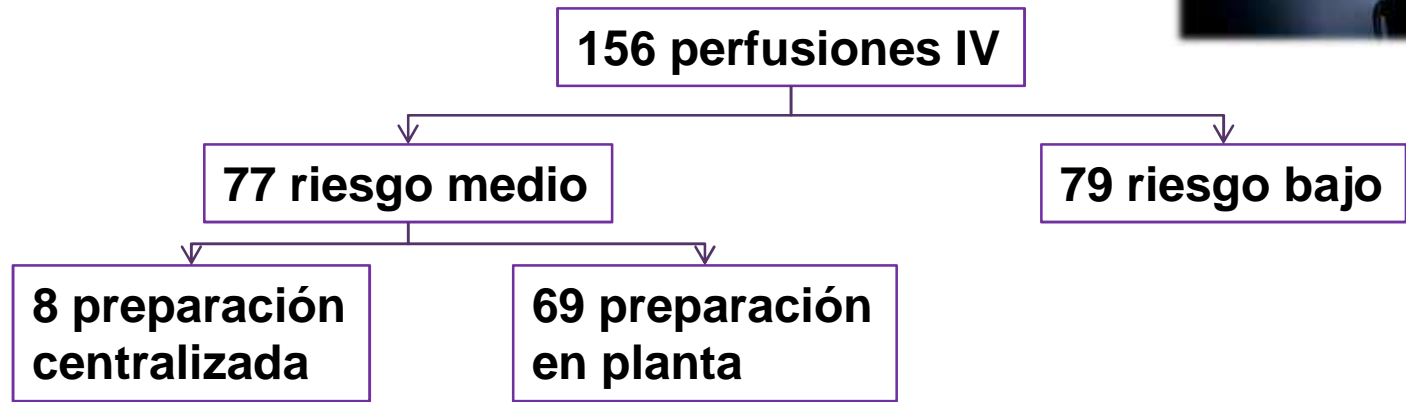 156 perfusiones IV
77 riesgo medio
79 riesgo bajo
8 preparación
centralizada
69 preparación
en planta